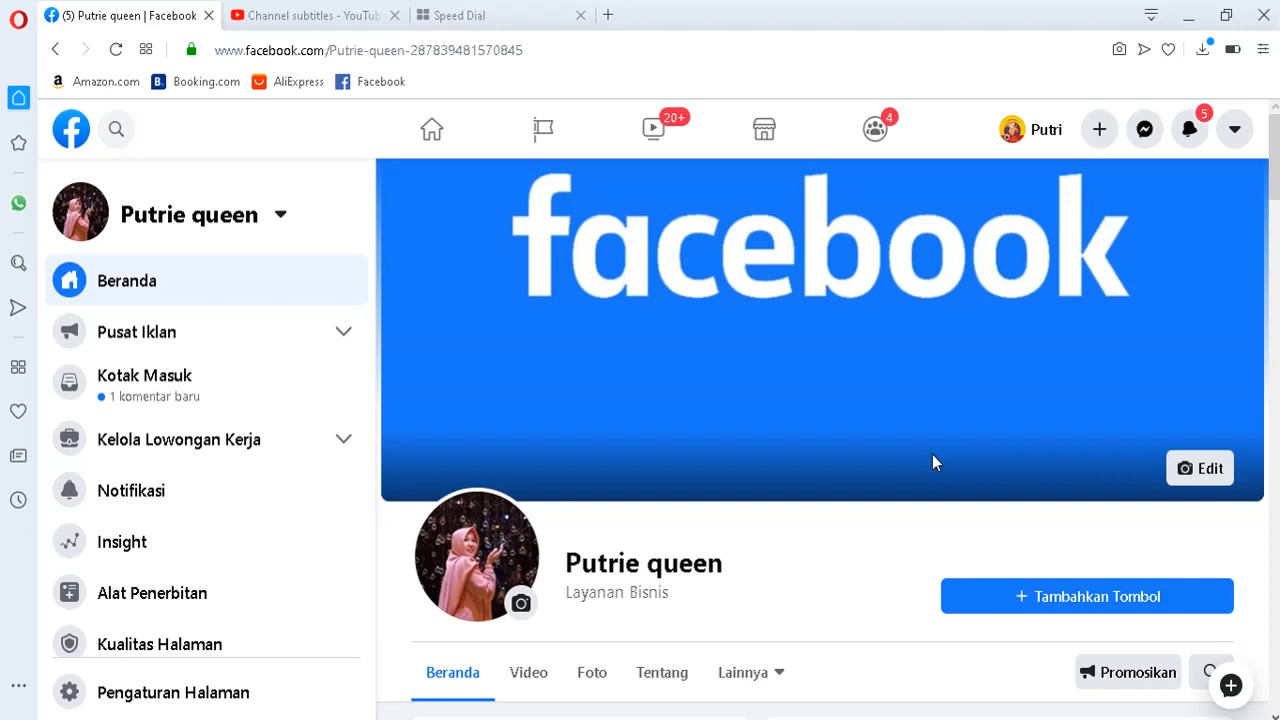 (5) Putrie queen | Facebook
Channel subtitles - YouTub
Speed Dial
www.facebook.com/Putrie-queen-287839481570845
Amazon.com
B. Booking.com
AliExpress
Facebook
20+
4
Putri
5
Putrie queen
Beranda
Pusat Iklan
Kotak Masuk
1 komentar baru
Kelola Lowongan Kerja
Notifikasi
Insight
Alat Penerbitan
Kualitas Halaman
Pengaturan Halaman
facebook
Edit
Putrie queen
Layanan Bisnis
+ Tambahkan Tombol
Beranda
Video
Foto
Tentang
Lainnya
Promosikan